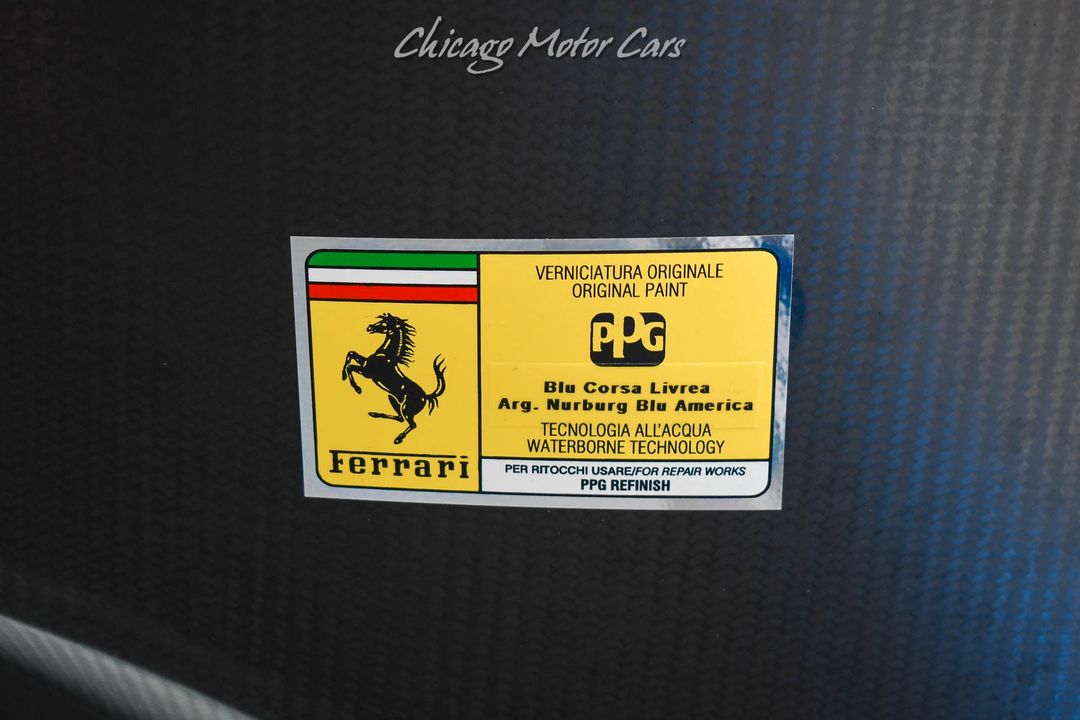 Chicago Motor Cars
VERNICIATURA ORIGINALE
ORIGINAL PAINT
PPG
Blu Corsa Livrea
Arg. Nurburg Blu America
TECNOLOGIA ALL'ACQUA
WATERBORNE TECHNOLOGY
Ferrari
PER RITOCCHI USARE/FOR REPAIR WORKS
PPG REFINISH